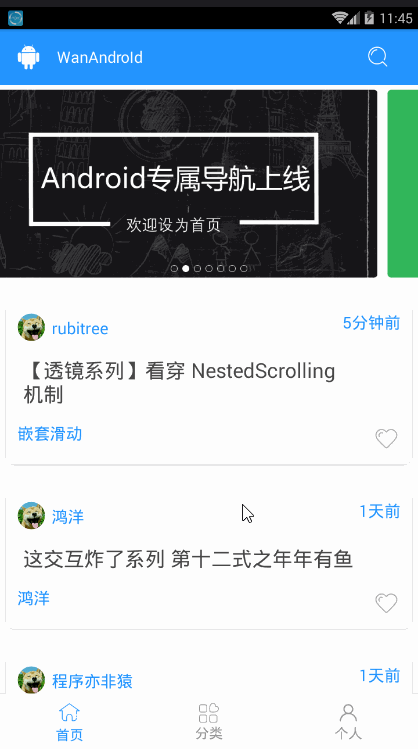 11:45
WanAndroId
Android专属导航上线
欢迎设为首页
rubitree
5分钟前
【透镜系列】看穿 NestedScrolling
机制
嵌套滑动
鸿洋
1天前
这交互炸了系列 第十二式之年年有鱼
鸿洋
程序亦非猿
1天前
首页
分类
个人